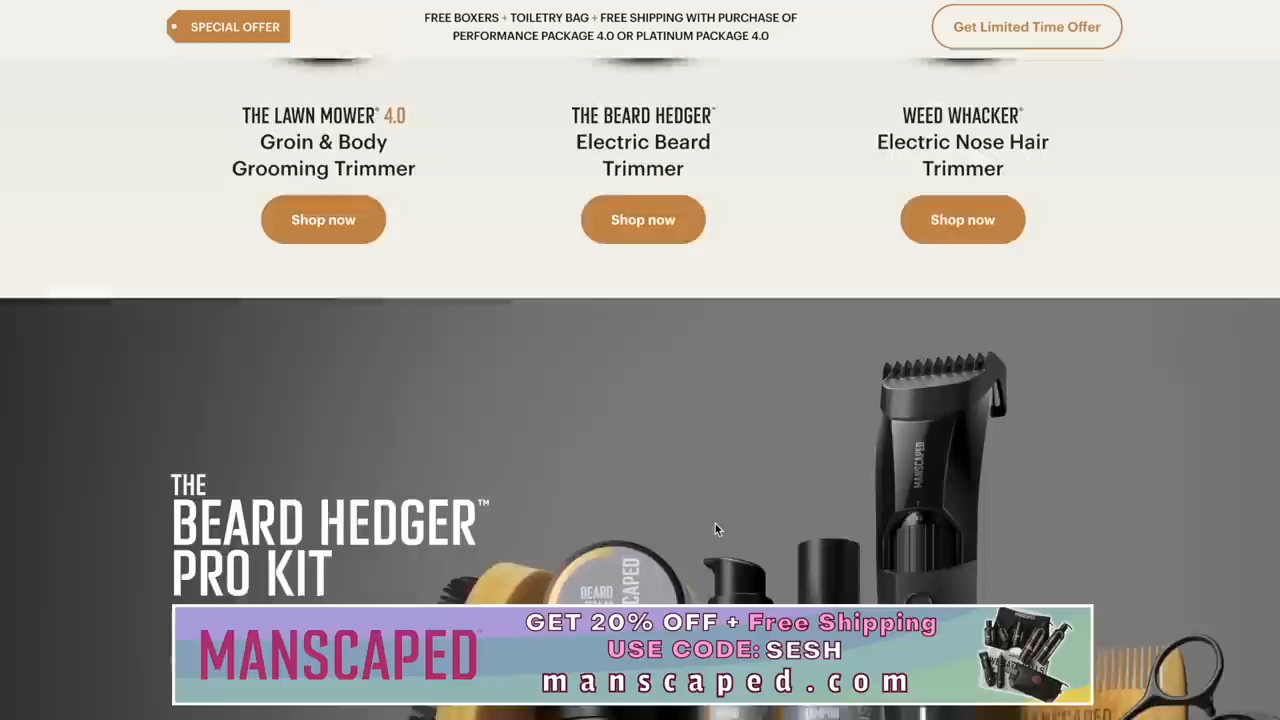 SPECIAL OFFER
FREE BOXERS + TOILETRY BAG + FREE SHIPPING WITH PURCHASE OF
PERFORMANCE PACKAGE 4.0 OR PLATINUM PACKAGE 4.0
Get Limited Time Offer
THE LAWN MOWER® 4.0
Groin & Body
Grooming Trimmer
Shop now
THE BEARD HEDGER™
Electric Beard
Trimmer
Shop now
WEED WHACKER®
Electric Nose Hair
Trimmer
Shop now
THE
BEARD HEDGER™
PRO KIT
MANSCAPED
BEARD
MANSCAPED™
GET 20% OFF + Free Shipping
USE CODE: SESH
manscaped.com
MANSCAPED